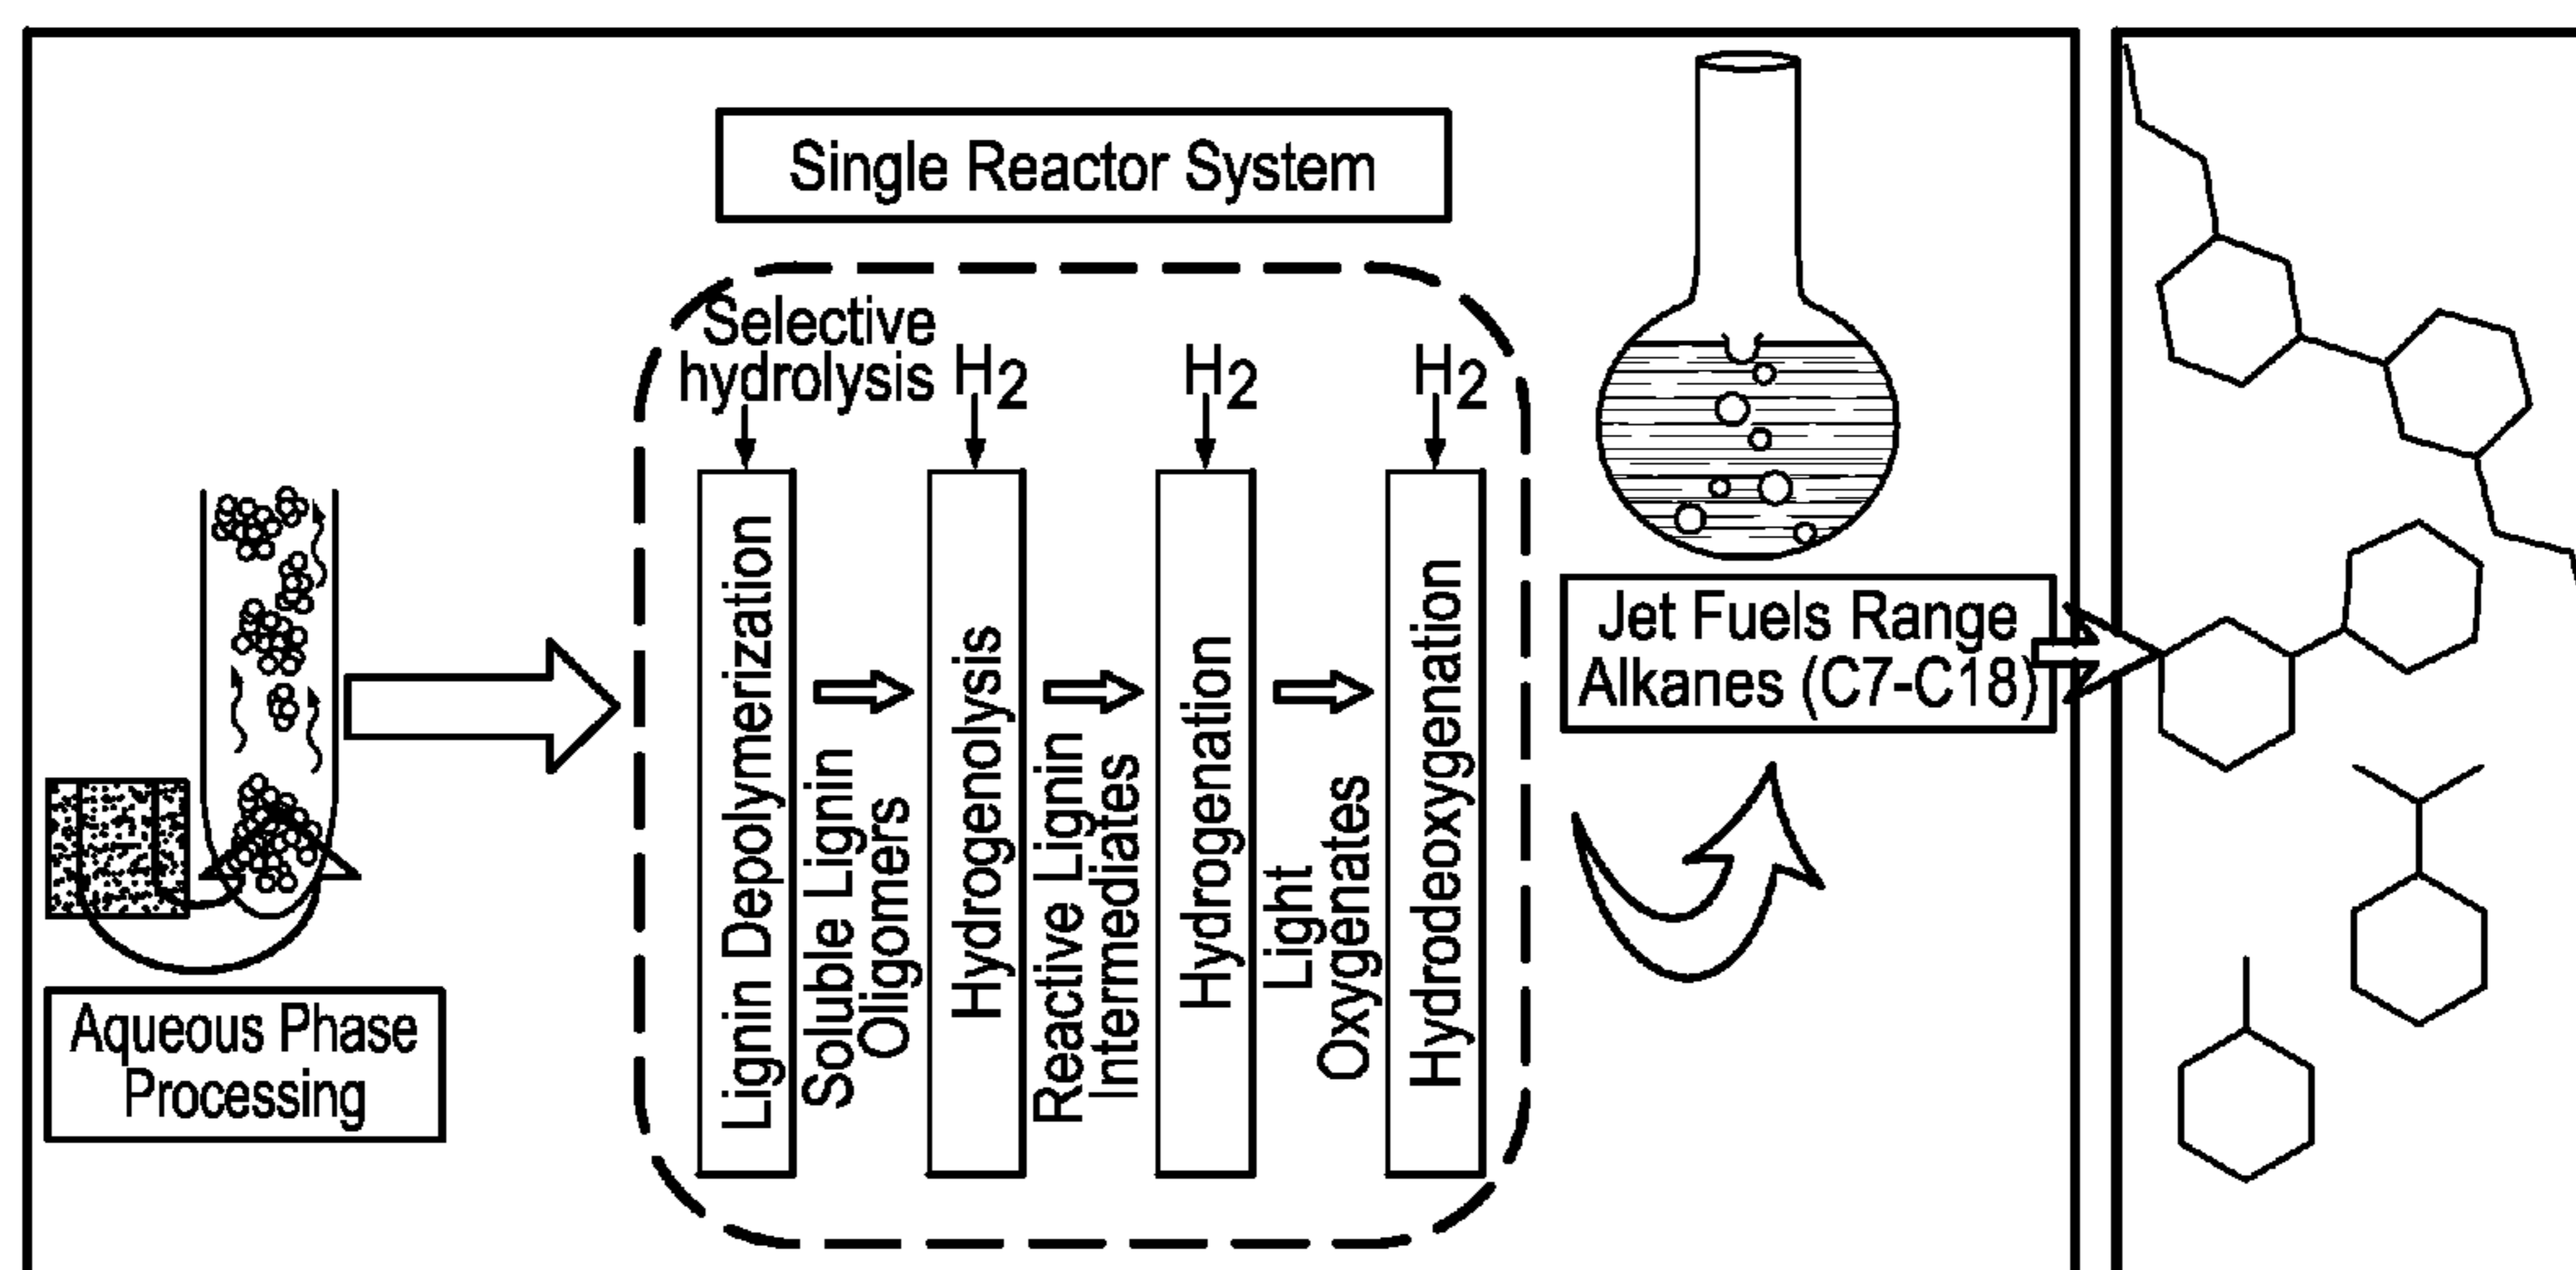 Single Reactor System
Selective
hydrolysis
H2
H2
H2
Lignin Depolymerization
Soluble Lignin
Oligomers
Hydrogenolysis
Reactive Lignin
Intermediates
Hydrogenation
Light
Oxygenates
Hydrodeoxygenation
Jet Fuels Range
Alkanes (C7-C18)
Aqueous Phase
Processing